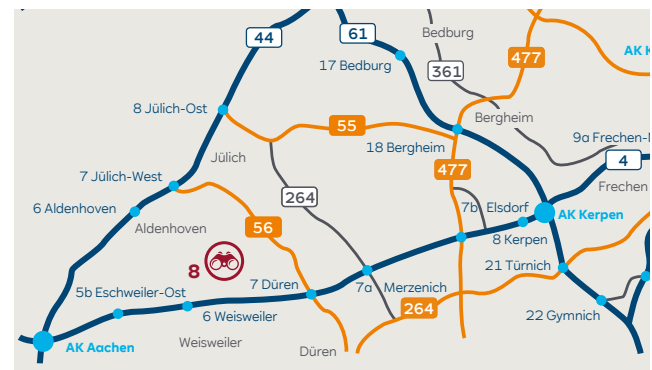 44
61
Bedburg
AK K
17 Bedburg
361
477
8 Jülich-Ost
55
Bergheim
18 Bergheim
9a Frechen-N
4
Jülich
477
Frechen
7 Jülich-West
264
6 Aldenhoven
7b Elsdorf
AK Kerpen
Aldenhoven
56
8 Kerpen
8
21 Türnich
5b Eschweiler-Ost
7 Düren
7a Merzenich
264
6 Weisweiler
22 Gymnich
AK Aachen
Weisweiler
Düren